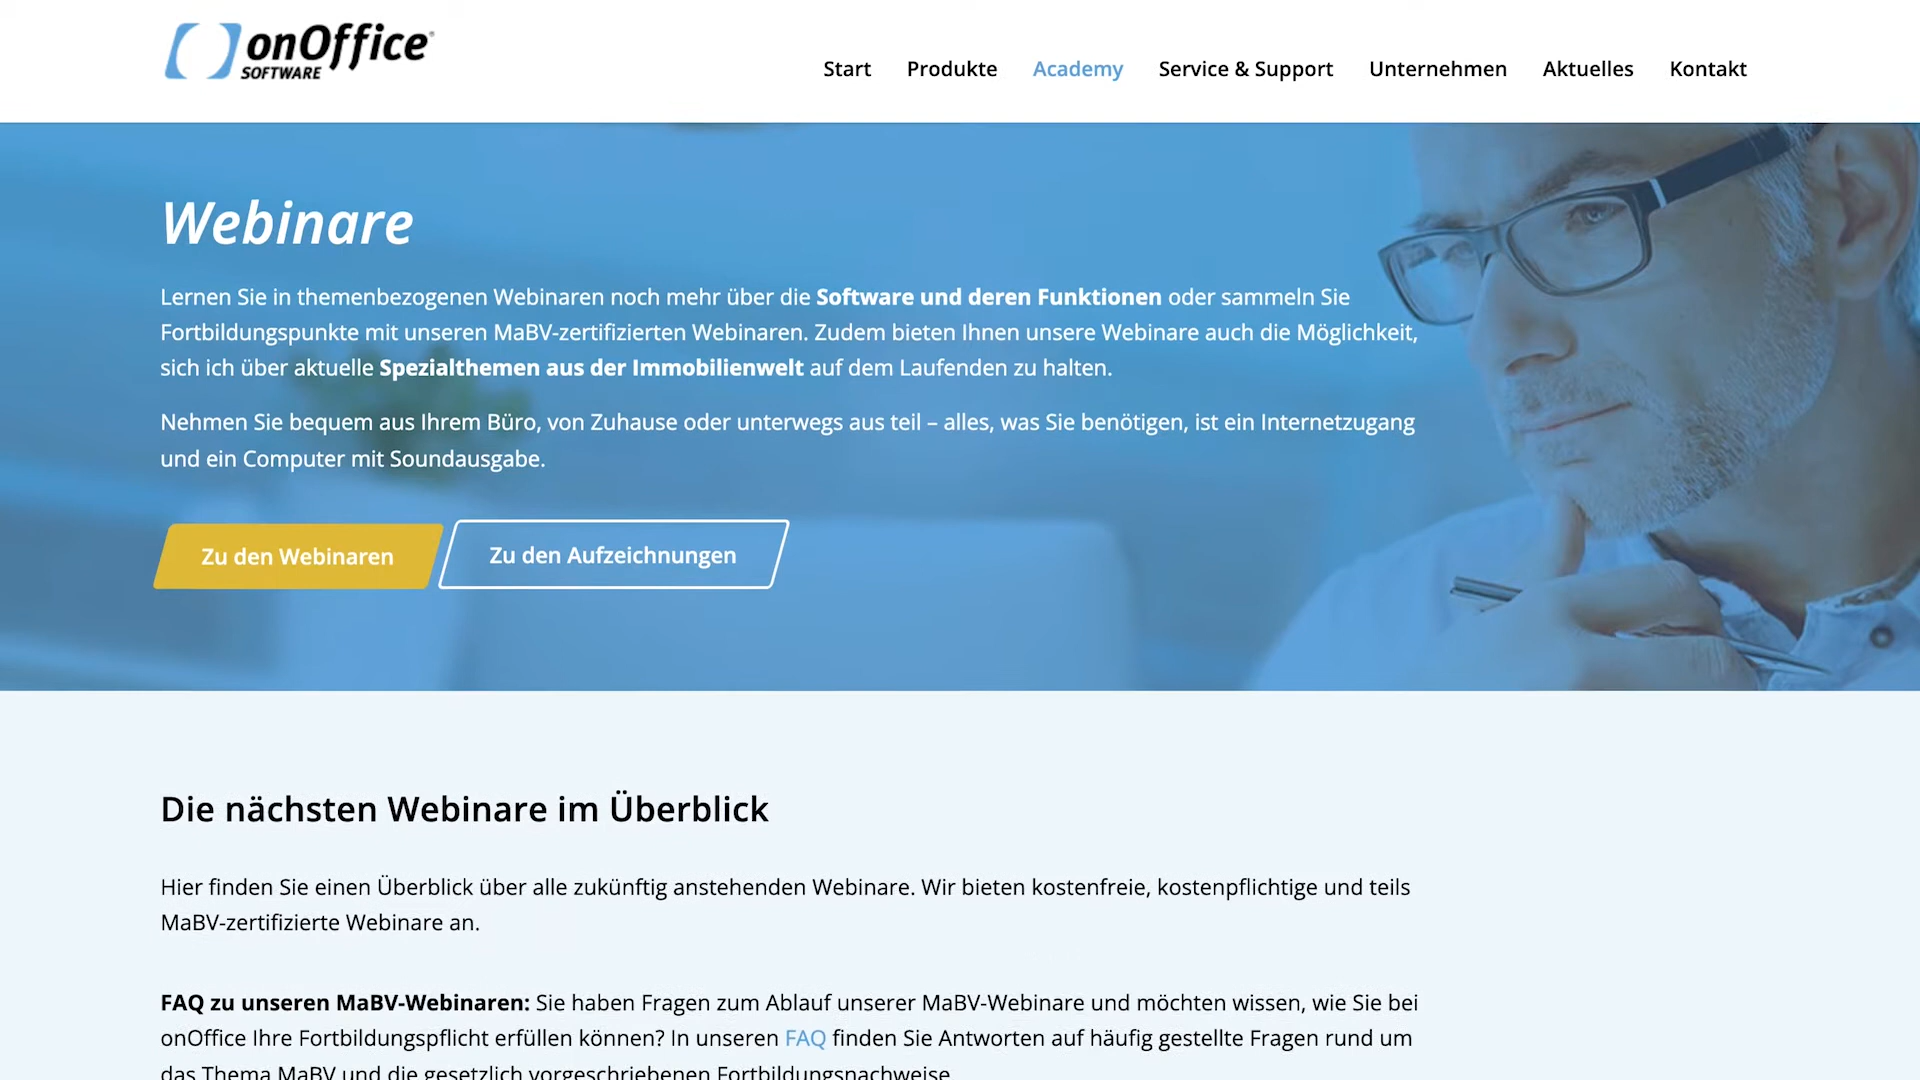 onOffice
SOFTWARE
Start Produkte Academy Service & Support Unternehmen Aktuelles Kontakt
Webinare
Lernen Sie in themenbezogenen Webinaren noch mehr über die Software und deren Funktionen oder sammeln Sie
Fortbildungspunkte mit unseren MaBV-zertifizierten Webinaren. Zudem bieten Ihnen unsere Webinare auch die Möglichkeit,
sich ich über aktuelle Spezialthemen aus der Immobilienwelt auf dem Laufenden zu halten.
Nehmen Sie bequem aus Ihrem Büro, von Zuhause oder unterwegs aus teil – alles, was Sie benötigen, ist ein Internetzugang
und ein Computer mit Soundausgabe.
Zu den Webinaren Zu den Aufzeichnungen
Die nächsten Webinare im Überblick
Hier finden Sie einen Überblick über alle zukünftig anstehenden Webinare. Wir bieten kostenfreie, kostenpflichtige und teils
MaBV-zertifizierte Webinare an.
FAQ zu unseren MaBV-Webinaren: Sie haben Fragen zum Ablauf unserer MaBV-Webinare und möchten wissen, wie Sie bei
onOffice Ihre Fortbildungspflicht erfüllen können? In unseren FAQ finden Sie Antworten auf häufig gestellte Fragen rund um
das Thema MaBV und die gesetzlich vorgeschriebenen Fortbildungsnachweise.